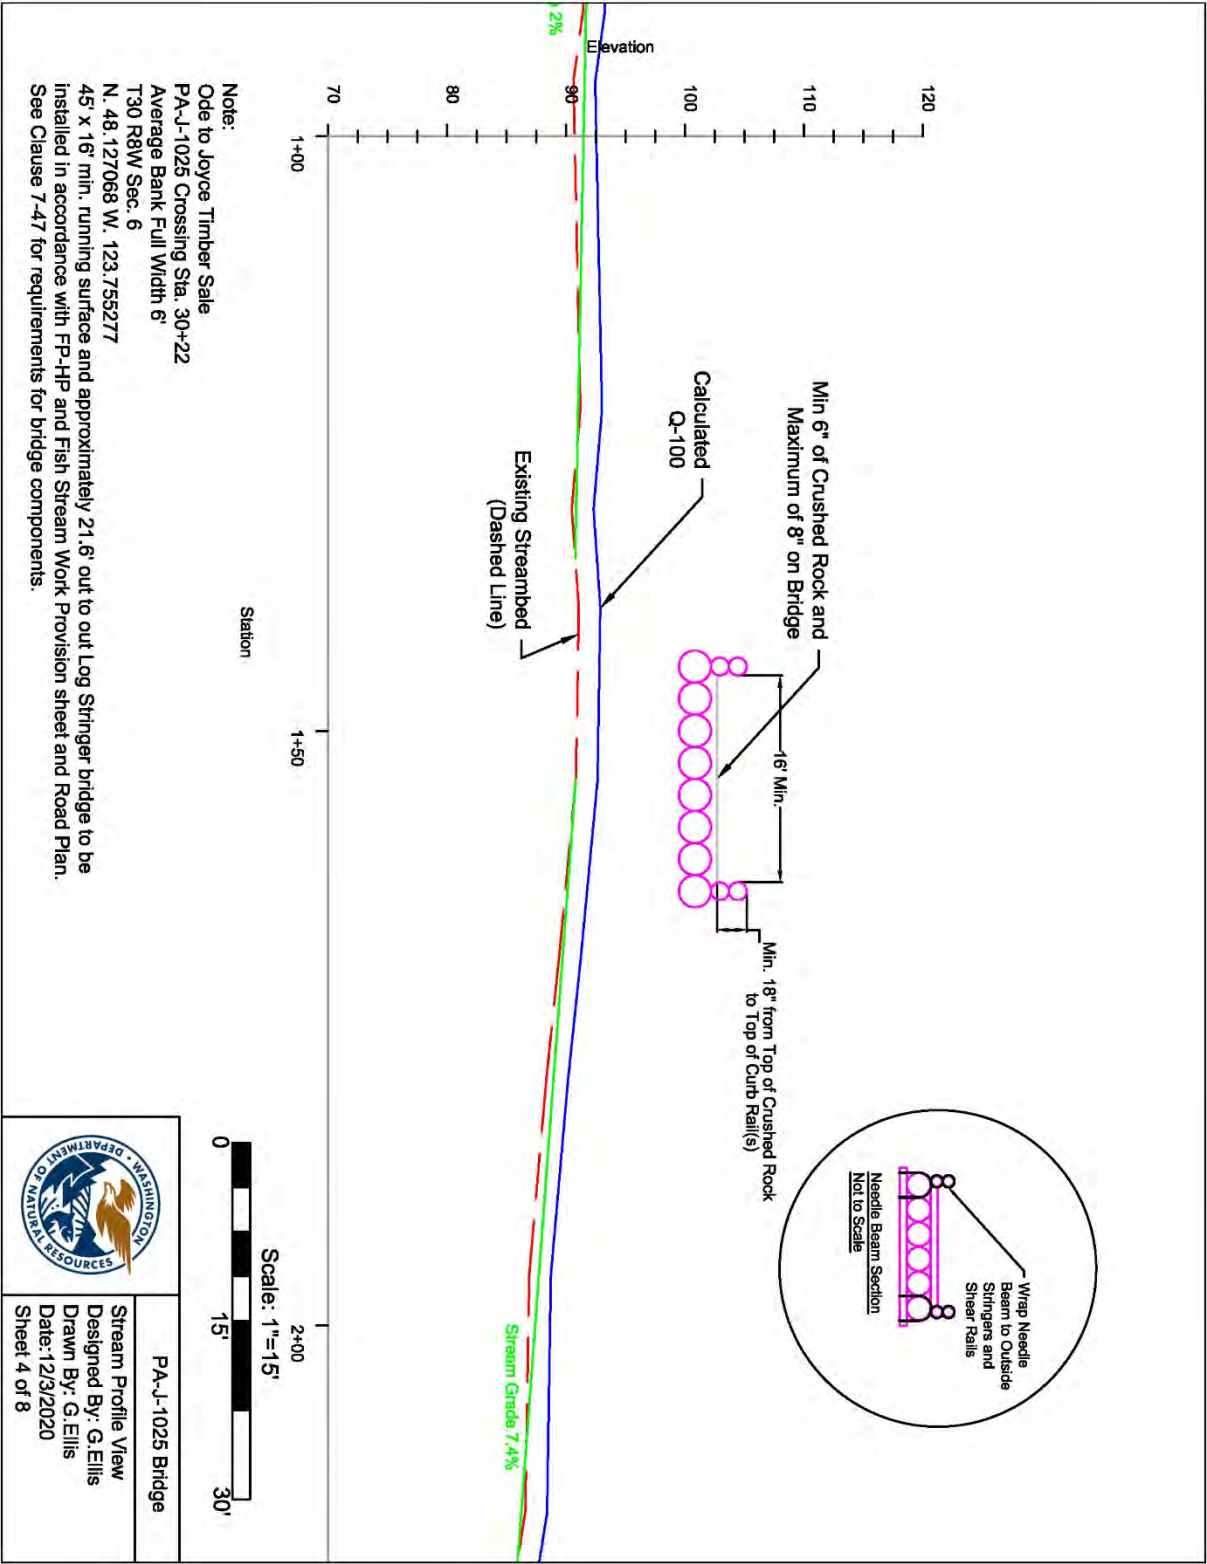 Elevation
120
110
100
90
80
70
1+00
1+50
2+00
Station
2%
Stream Grade 7.4%
Min 6" of Crushed Rock and
Maximum of 8" on Bridge
16' Min.
Min. 18" from Top of Crushed Rock
to Top of Curb Rail(s)
Calculated
Q-100
Existing Streambed
(Dashed Line)
Wrap Needle
Beam to Outside
Stringers and
Shear Rails
Needle Beam Section
Not to Scale
Note:
Ode to Joyce Timber Sale
PA-J-1025 Crossing Sta. 30+22
Average Bank Full Width 6'
T30 R8W Sec. 6
N. 48.127068 W. 123.755277
45' x 16' min. running surface and approximately 21.6' out to out Log Stringer bridge to be
installed in accordance with FP-HP and Fish Stream Work Provision sheet and Road Plan.
See Clause 7-47 for requirements for bridge components.
Scale: 1"=15'
0
15'
30'
WASHINGTON • DEPARTMENT OF NATURAL RESOURCES
PA-J-1025 Bridge
Stream Profile View
Designed By: G.Ellis
Drawn By: G.Ellis
Date:12/3/2020
Sheet 4 of 8